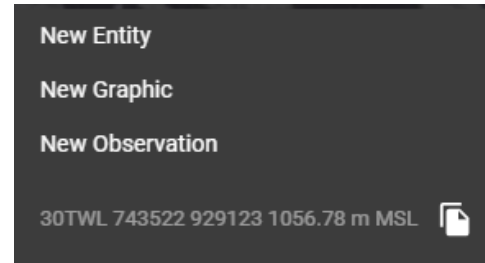 New Entity
New Graphic
New Observation
30TWL 743522 929123 1056.78 m MSL